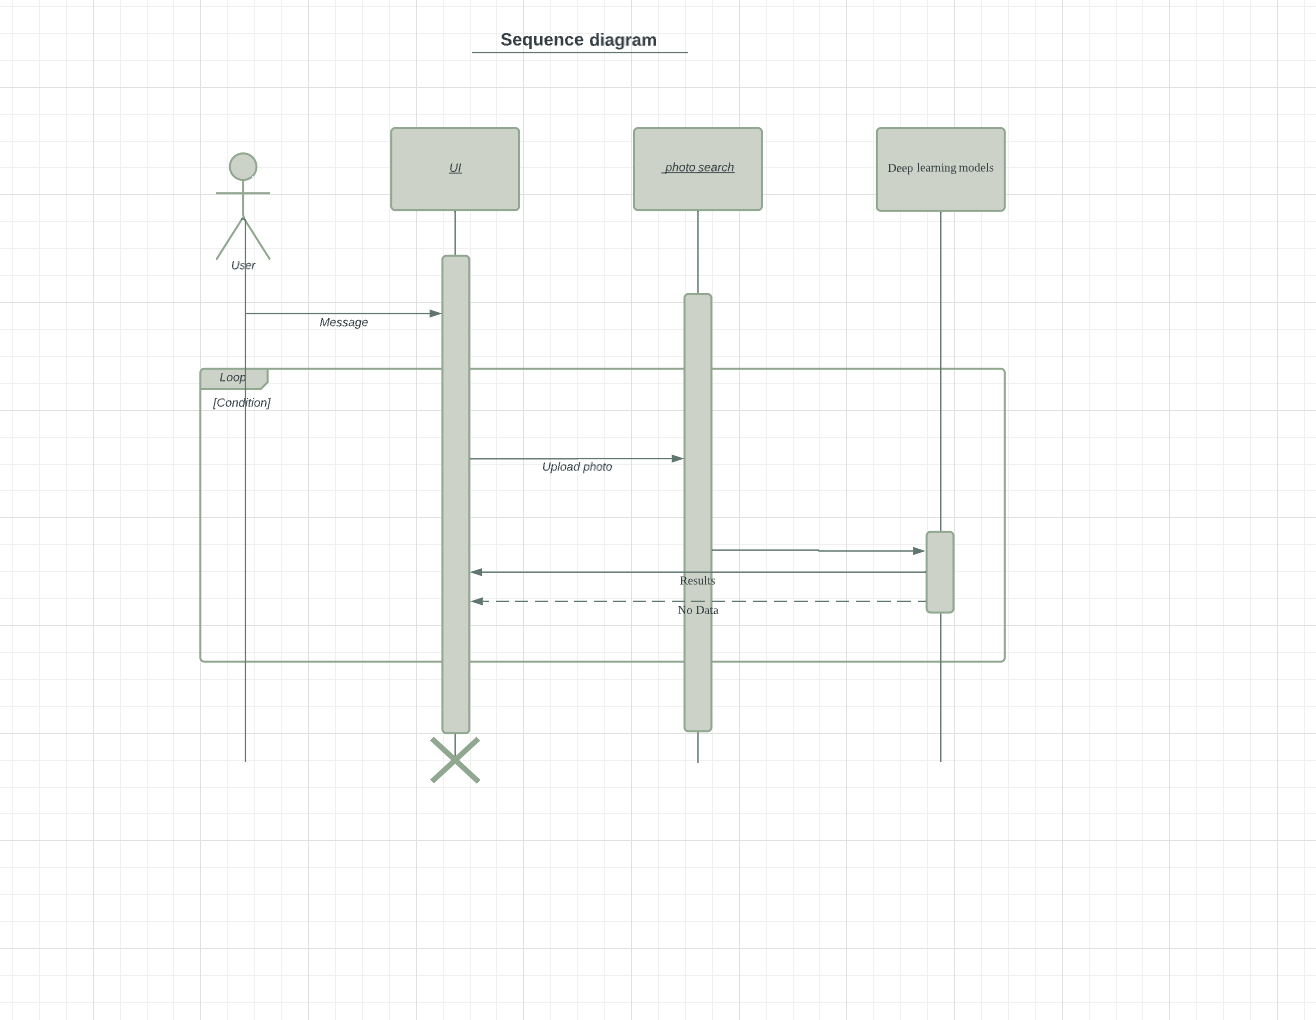 Sequence diagram
UI
photo search
Deep learning models
User
Message
Loop
[Condition]
Upload photo
Results
No Data